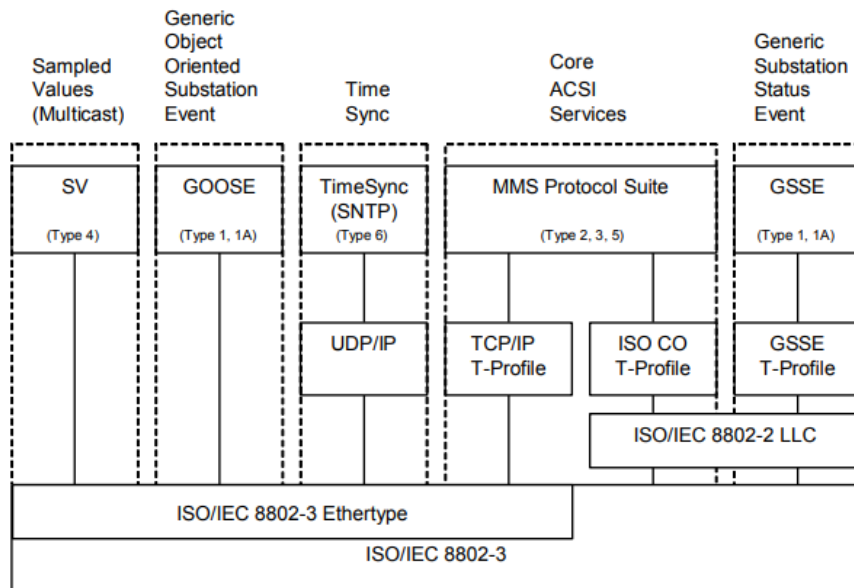 Sampled
Values
(Multicast)
Generic
Object
Oriented
Substation
Event
Time
Sync
Core
ACSI
Services
Generic
Substation
Status
Event
SV
(Type 4)
GOOSE
(Type 1, 1A)
TimeSync
(SNTP)
(Type 6)
MMS Protocol Suite
(Type 2, 3, 5)
GSSE
(Type 1, 1A)
UDP/IP
TCP/IP
T-Profile
ISO CO
T-Profile
GSSE
T-Profile
ISO/IEC 8802-2 LLC
ISO/IEC 8802-3 Ethertype
ISO/IEC 8802-3